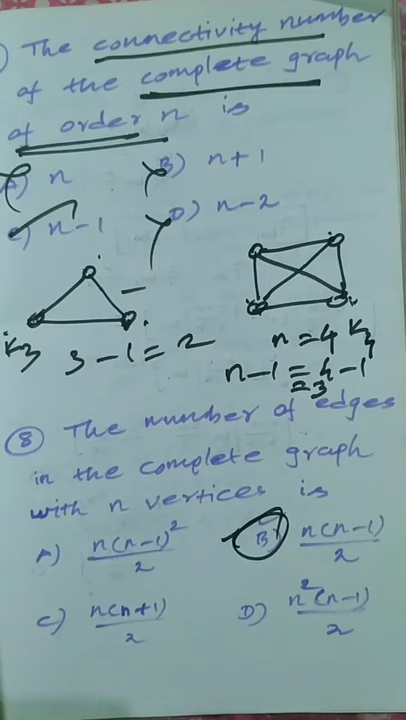 ) The connectivity number
of the complete graph
of order n is
A) n B) n+1
C) n-1 D) n-2
K3 3-1=2 n=4 K4
n-1=4-1
=3
8 The number of edges
in the complete graph
with n vertices is
A) n(n-1)²/2 B) n(n-1)/2
C) n(n+1)/2 D) n²(n-1)/2